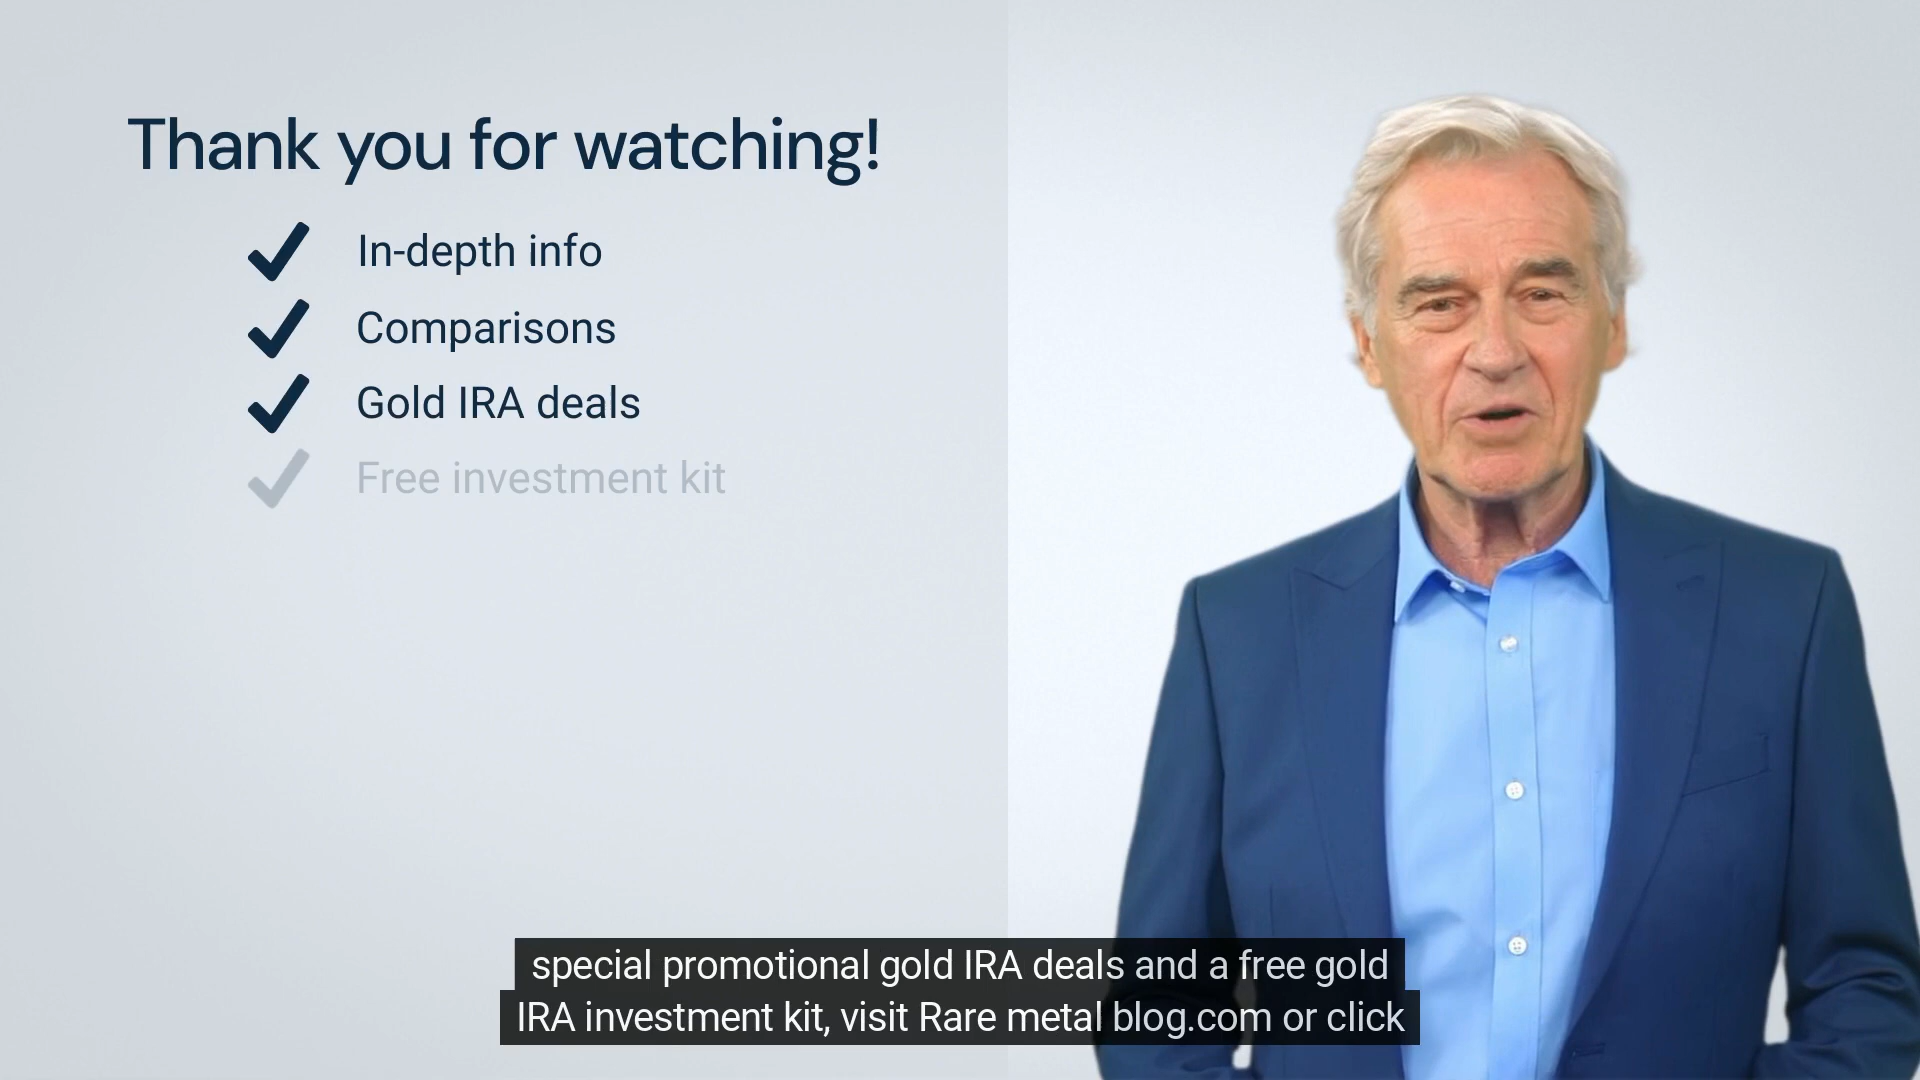 Thank you for watching!
In-depth info
Comparisons
Gold IRA deals
Free investment kit
special promotional gold IRA deals and a free gold
IRA investment kit, visit Rare metal blog.com or click